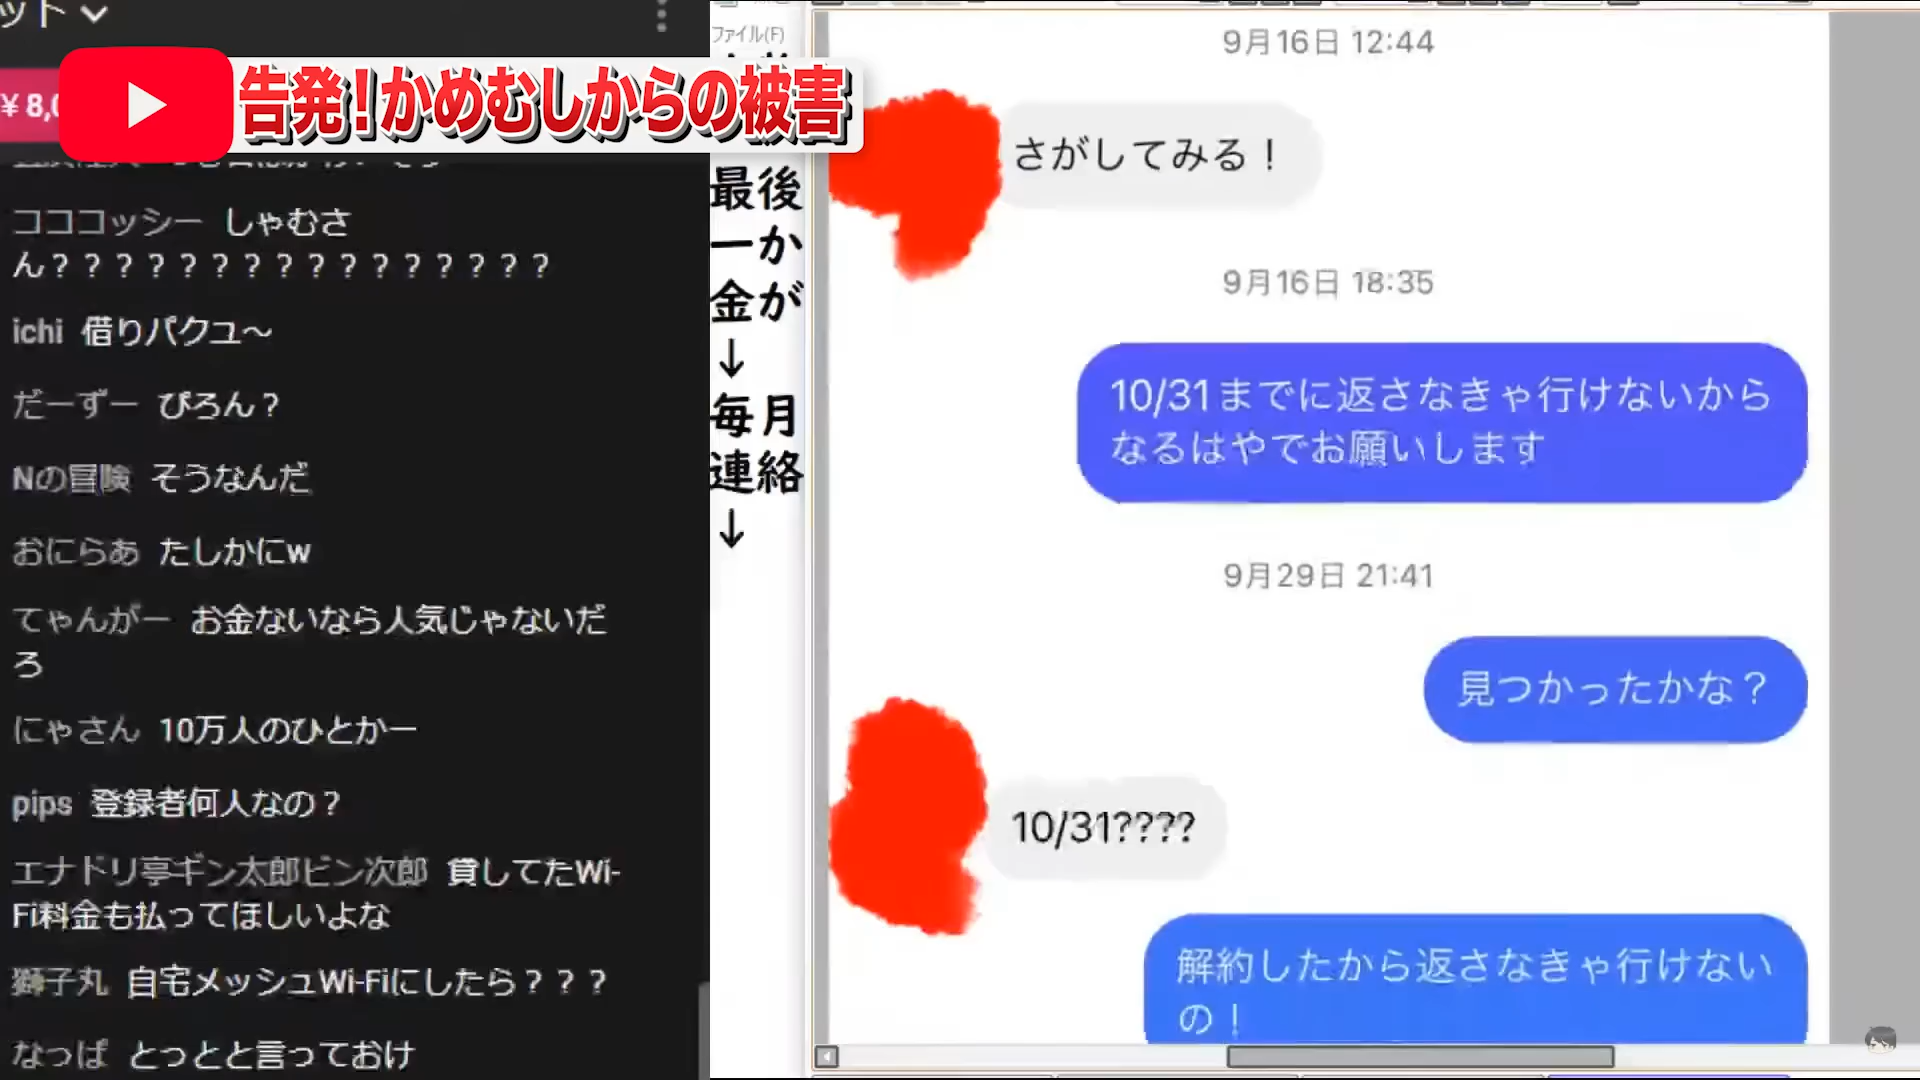 ット
¥ 8,0
告発！かめむしからの被害
コココッシー しゃむさ
ん？？？？？？？？？？？？？？？？
ichi 借りパクユ～
だーずー ぴろん？
Nの冒険 そうなんだ
おにらあ たしかにw
てゃんがー お金ないなら人気じゃないだ
ろ
にゃさん 10万人のひとかー
pips 登録者何人なの？
エナドリ亭ギン太郎ビン次郎 貸してたWi-
Fi料金も払ってほしいよな
獅子丸 自宅メッシュWi-Fiにしたら？？？
なっぱ とっとと言っておけ
ファイル(F)
最後
一か
金が
↓
毎月
連絡
↓
9月16日 12:44
さがしてみる！
9月16日 18:35
10/31までに返さなきゃ行けないから
なるはやでお願いします
9月29日 21:41
見つかったかな？
10/31????
解約したから返さなきゃ行けない
の！